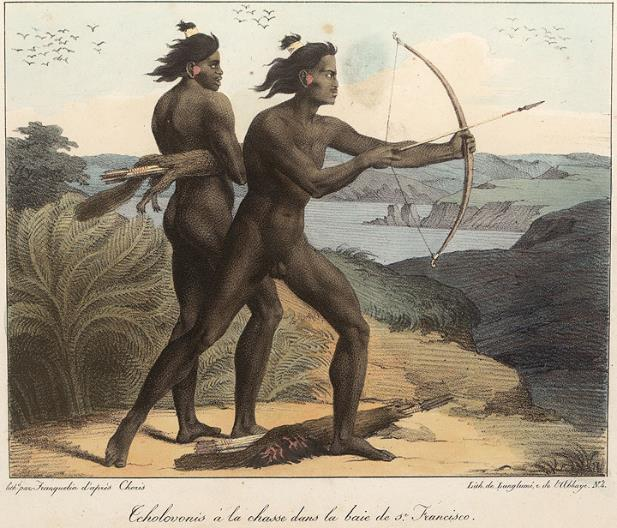 lith. par Franquelin d'après Choris
Lith. de Langlumé, r. de l'Abbaye. N.4.
Tcholovonis à la chasse dans la baie de St. Francisco.